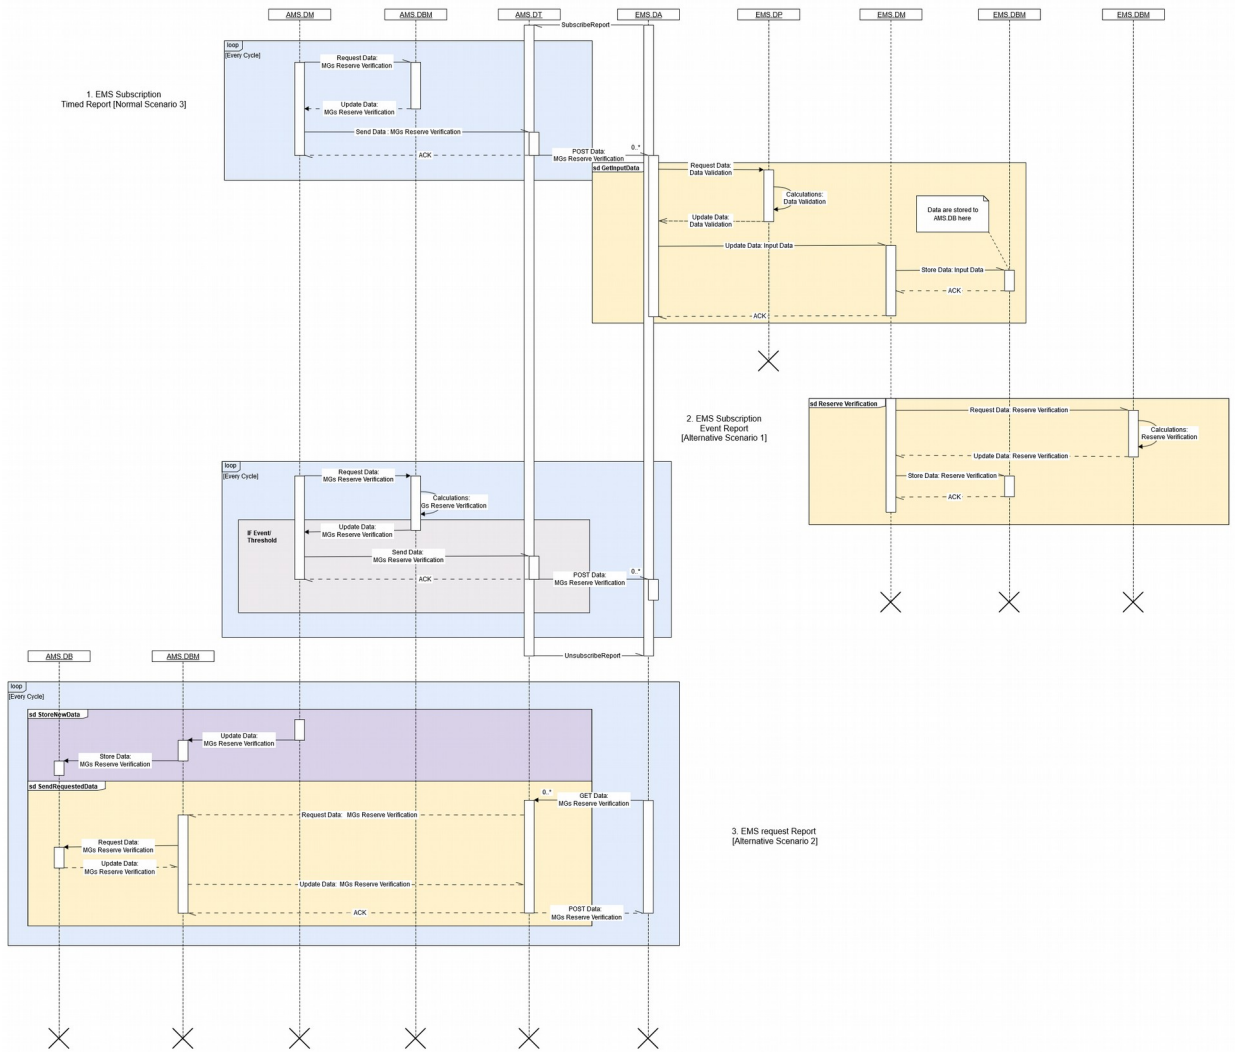 AMS.DM
AMS.DBM
AMS.DT
EMS.DA
EMS.DP
EMS.DM
EMS.DBM
EMS.DBM
SubscribeReport
loop
[Every Cycle]
Request Data:
MGs Reserve Verification
1. EMS Subscription
Timed Report [Normal Scenario 3]
Update Data:
MGs Reserve Verification
Send Data : MGs Reserve Verification
ACK
POST Data:
MGs Reserve Verification
0..*
sd GetInputData
Request Data:
Data Validation
Calculations:
Data Validation
Update Data:
Data Validation
Data are stored to
AMS.DB here
Update Data: Input Data
Store Data: Input Data
ACK
ACK
sd Reserve Verification
Request Data: Reserve Verification
Calculations:
Reserve Verification
Update Data: Reserve Verification
Store Data: Reserve Verification
ACK
2. EMS Subscription
Event Report
[Alternative Scenario 1]
loop
[Every Cycle]
Request Data:
MGs Reserve Verification
Calculations:
Gs Reserve Verification
IF Event/
Threshold
Update Data:
MGs Reserve Verification
Send Data:
MGs Reserve Verification
ACK
POST Data:
MGs Reserve Verification
0..*
UnsubscribeReport
AMS.DB
AMS.DBM
loop
[Every Cycle]
sd StoreNewData
Update Data:
MGs Reserve Verification
Store Data:
MGs Reserve Verification
sd SendRequestedData
0..*
GET Data:
MGs Reserve Verification
Request Data: MGs Reserve Verification
Request Data:
MGs Reserve Verification
Update Data:
MGs Reserve Verification
Update Data: MGs Reserve Verification
ACK
POST Data:
MGs Reserve Verification
3. EMS request Report
[Alternative Scenario 2]